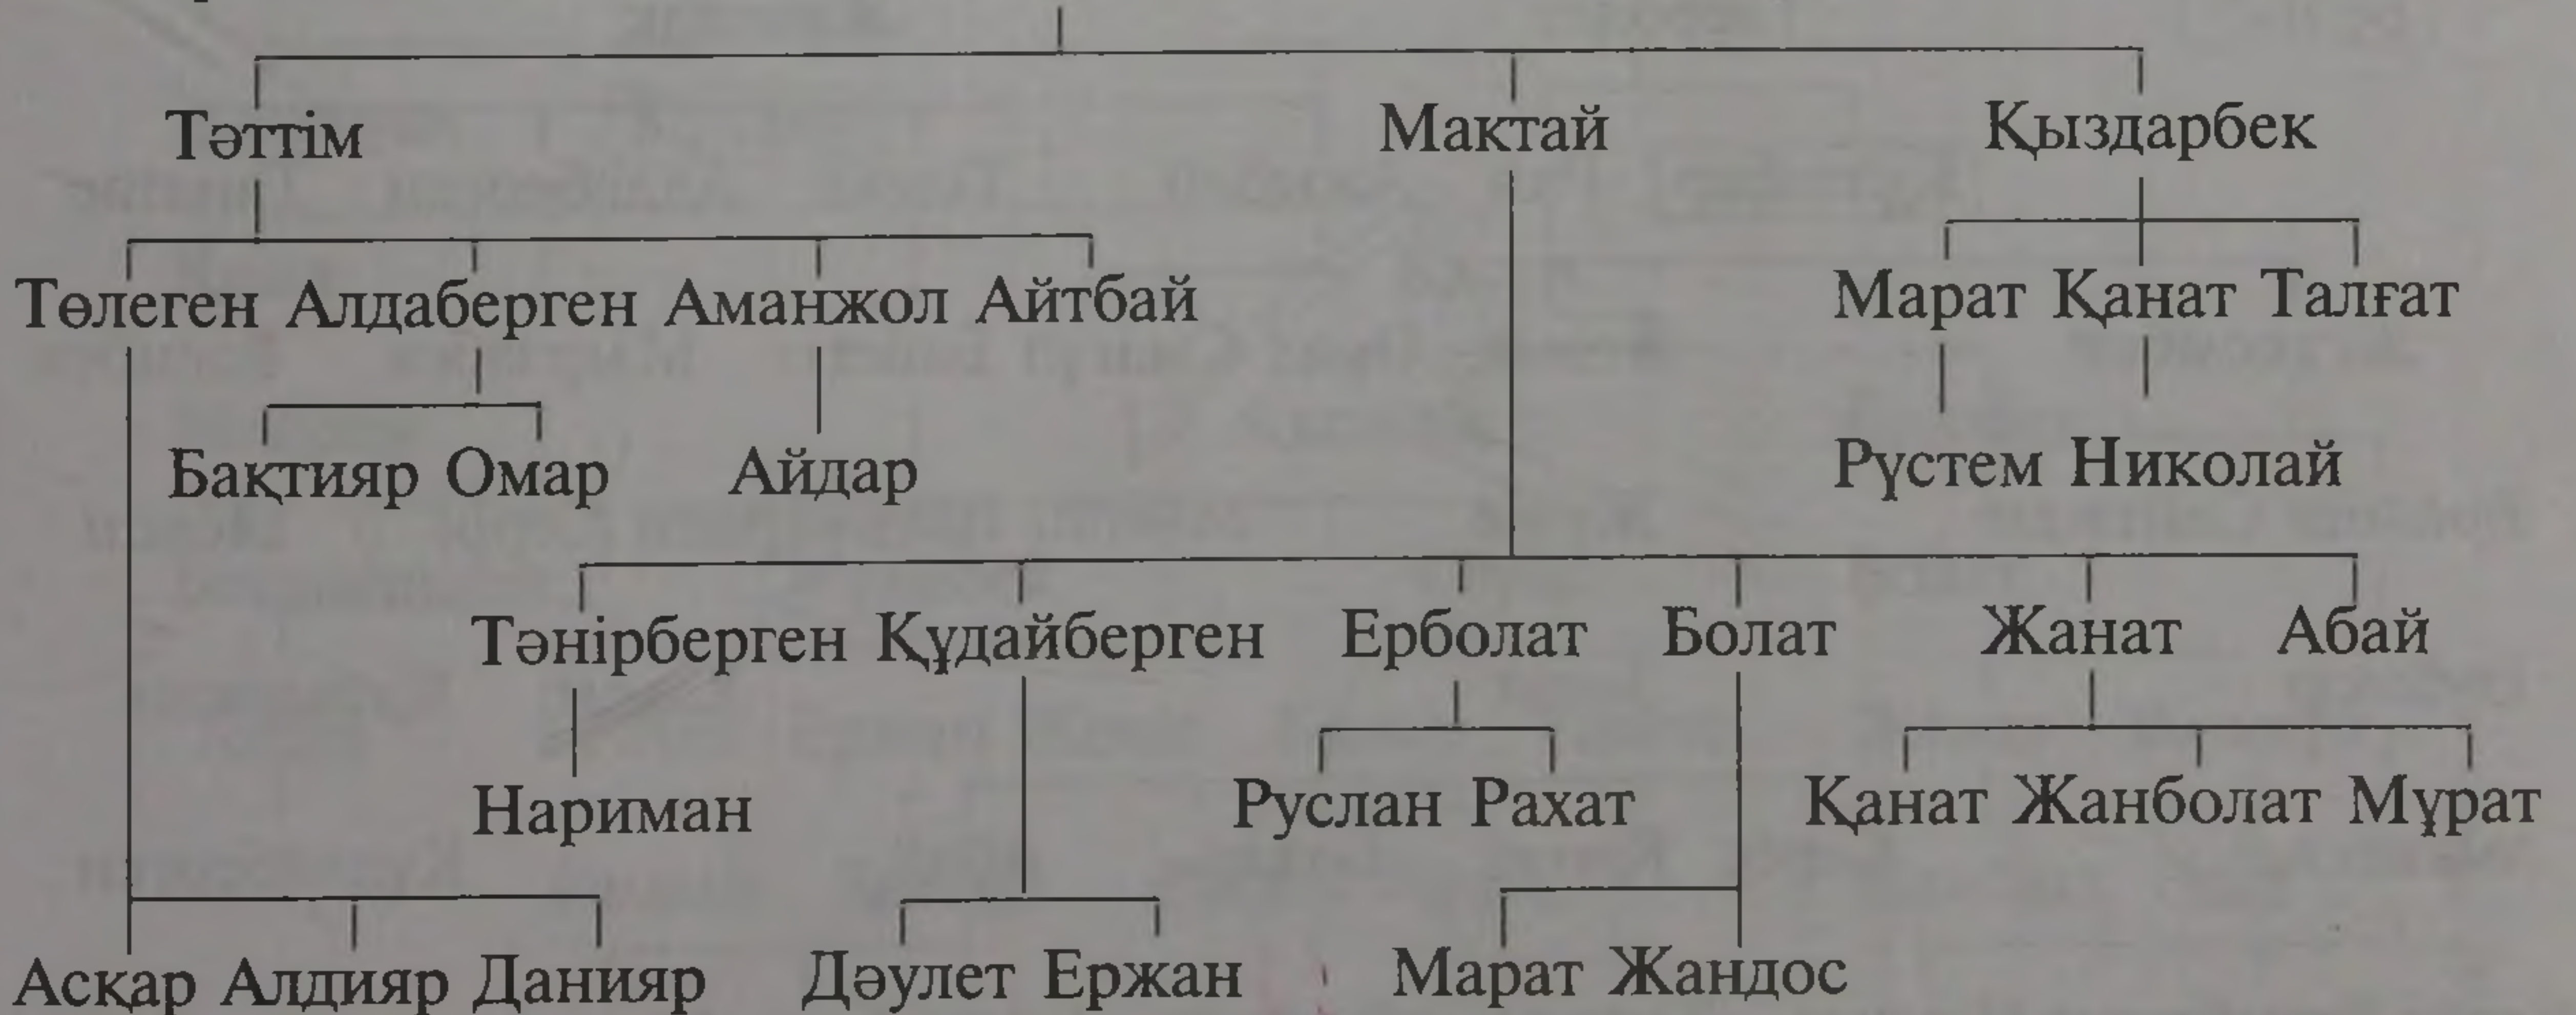 Тәттім Мактай Қыздарбек
Төлеген Алдаберген Аманжол Айтбай Марат Қанат Талғат
Бақтияр Омар Айдар Рүстем Николай
Тәнірберген Құдайберген Ерболат Болат Жанат Абай
Нариман Руслан Рахат Қанат Жанболат Мұрат
Асқар Алдияр Данияр Дәулет Ержан Марат Жандос